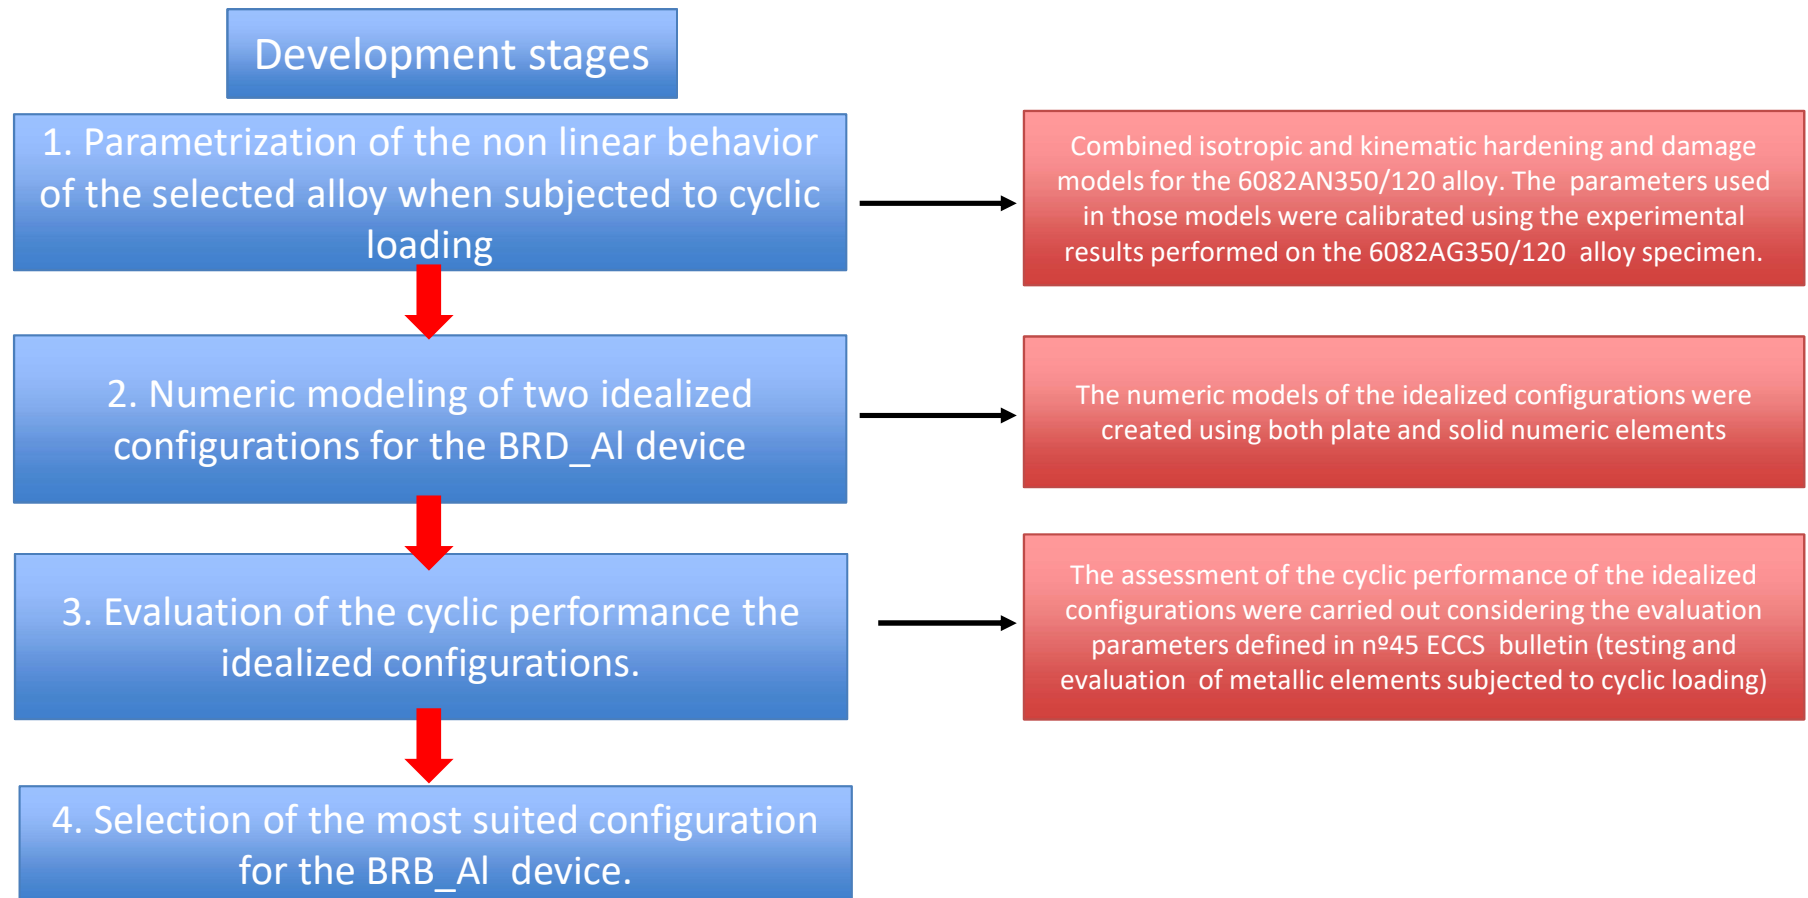 Development stages
1. Parametrization of the non linear behavior
of the selected alloy when subjected to cyclic
loading
Combined isotropic and kinematic hardening and damage
models for the 6082AN350/120 alloy. The parameters used
in those models were calibrated using the experimental
results performed on the 6082AG350/120 alloy specimen.
2. Numeric modeling of two idealized
configurations for the BRD_Al device
The numeric models of the idealized configurations were
created using both plate and solid numeric elements
3. Evaluation of the cyclic performance the
idealized configurations.
The assessment of the cyclic performance of the idealized
configurations were carried out considering the evaluation
parameters defined in nº45 ECCS bulletin (testing and
evaluation of metallic elements subjected to cyclic loading)
4. Selection of the most suited configuration
for the BRB_Al device.